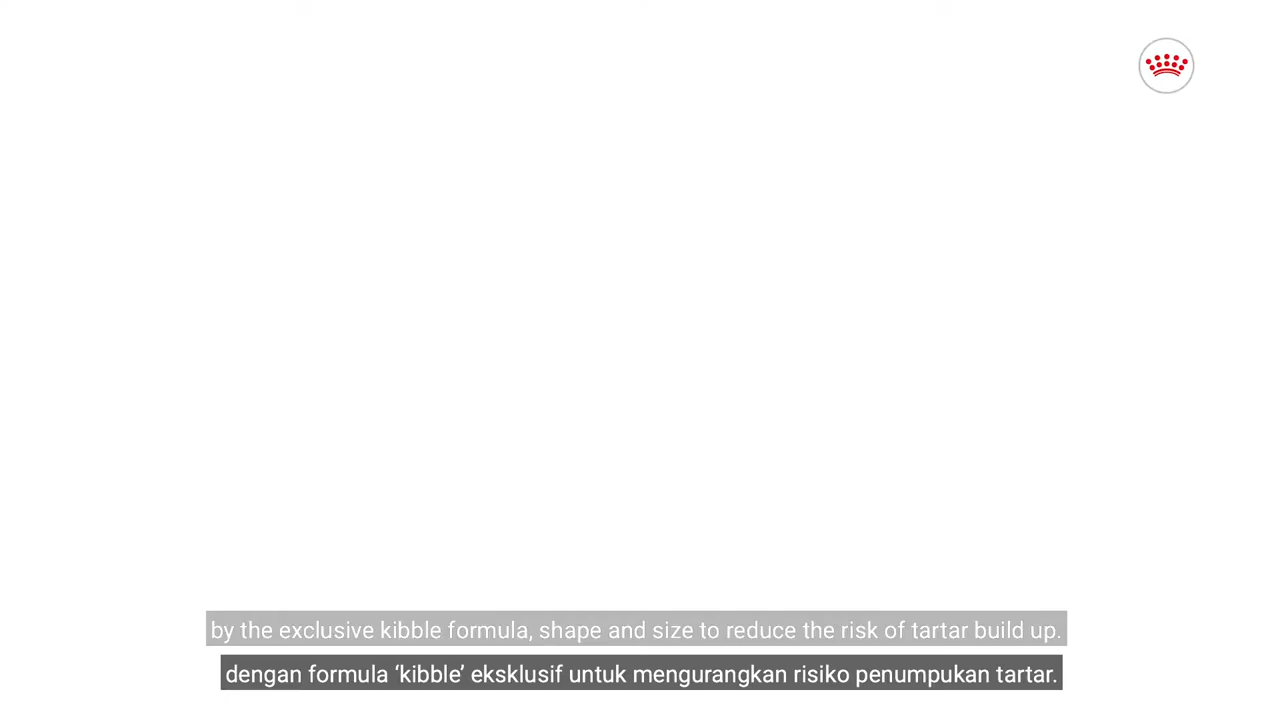 by the exclusive kibble formula, shape and size to reduce the risk of tartar build up.
dengan formula ‘kibble’ eksklusif untuk mengurangkan risiko penumpukan tartar.